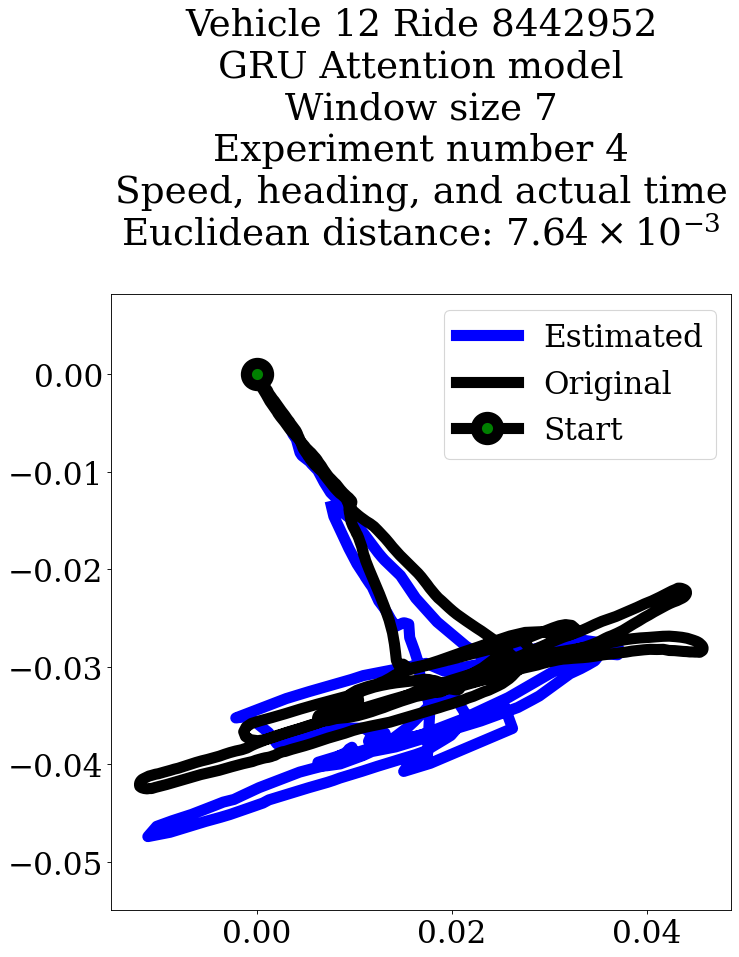 Vehicle 12 Ride 8442952
GRU Attention model
Window size 7
Experiment number 4
Speed, heading, and actual time
Euclidean distance: 7.64 × 10⁻³
Estimated
Original
Start
0.00
−0.01
−0.02
−0.03
−0.04
−0.05
0.00 0.02 0.04